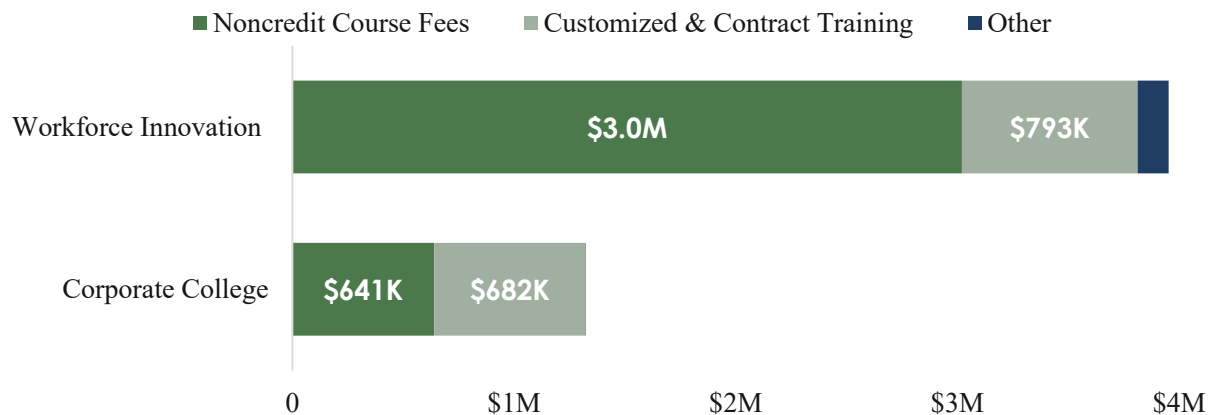 Noncredit Course Fees Customized & Contract Training Other
Workforce Innovation $3.0M $793K
Corporate College $641K $682K
0 $1M $2M $3M $4M